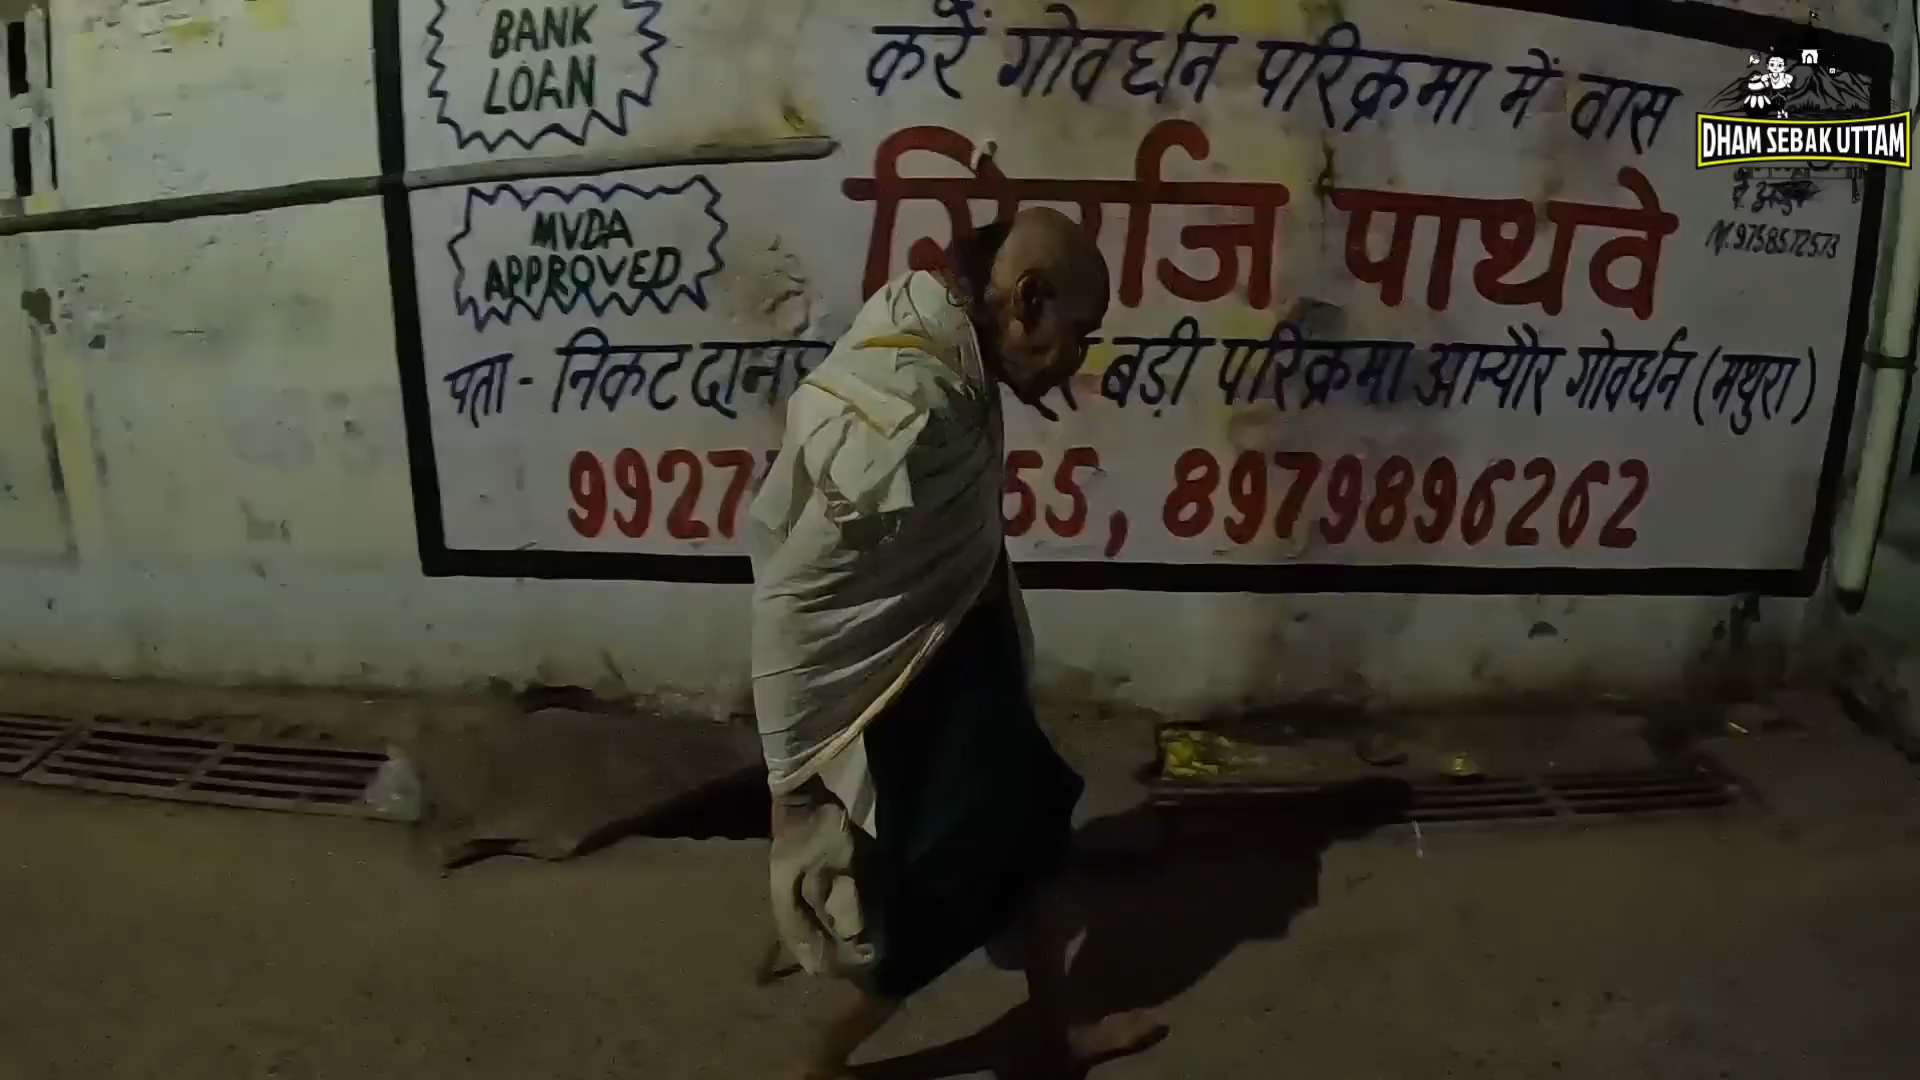 BANK
LOAN
करें गोवर्धन परिक्रमा में वास
DHAM SEBAK UTTAM
MVDA
APPROVED
पाथवे
M.9758572573
पता - निकट बड़ी परिक्रमा आन्यौर गोवर्धन (मथुरा)
8979896262